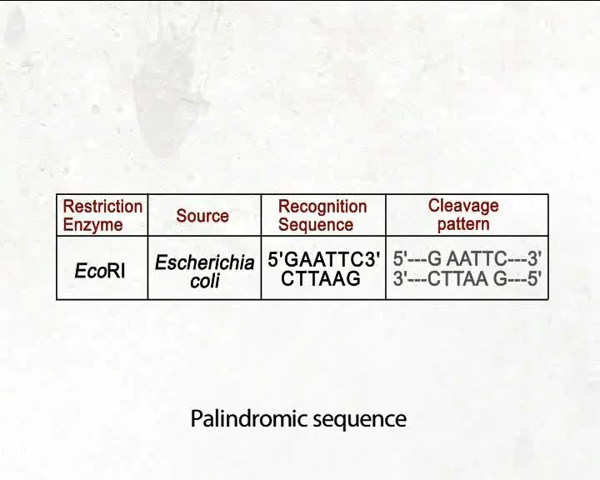 Restriction Enzyme
Source
Recognition Sequence
Cleavage pattern
EcoRI
Escherichia coli
5'GAATTC3'
CTTAAG
5'---G AATTC---3'
3'---CTTAA G---5'
Palindromic sequence